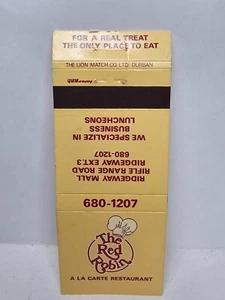 FOR A REAL TREAT
THE ONLY PLACE TO EAT
THE LION MATCH CO. LTD. DURBAN
WE SPECIALIZE IN
BUSINESS
LUNCHEONS
RIDGEWAY MALL
RIFLE RANGE ROAD
RIDGEWAY EXT.3
680-1207
680-1207
The
Red
Robin
A LA CARTE RESTAURANT